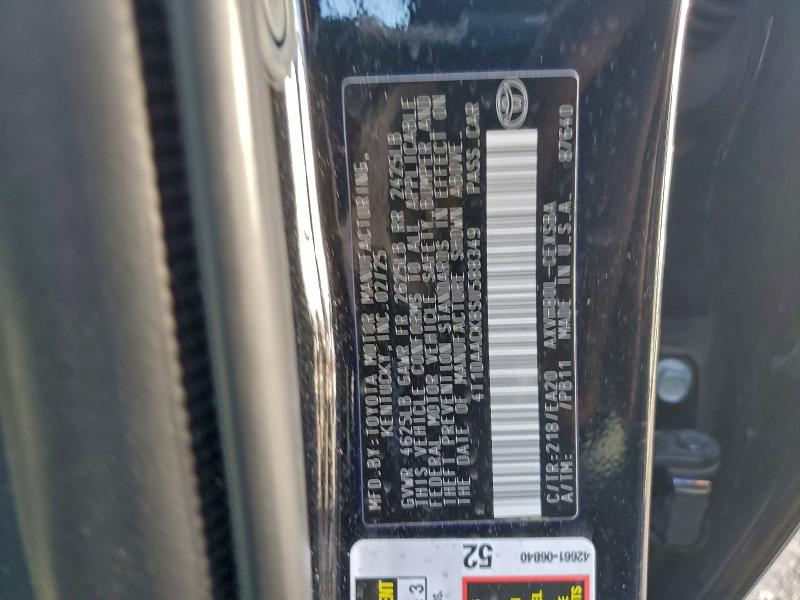 MFD. BY: TOYOTA MOTOR MANUFACTURING,
KENTUCKY, INC. 02/25
GVWR 4625LB GAWR FR 2625LB RR 2425LB
THIS VEHICLE CONFORMS TO ALL APPLICABLE
FEDERAL MOTOR VEHICLE SAFETY, BUMPER AND
THEFT PREVENTION STANDARDS IN EFFECT ON
THE DATE OF MANUFACTURE SHOWN ABOVE.
4T1DAACK8SU588349 PASS. CAR
C/TR:218/EA20 AXVH80L-CEXSBA
A/TM: /PB11 MADE IN U.S.A. 87640
52
42661-06B40